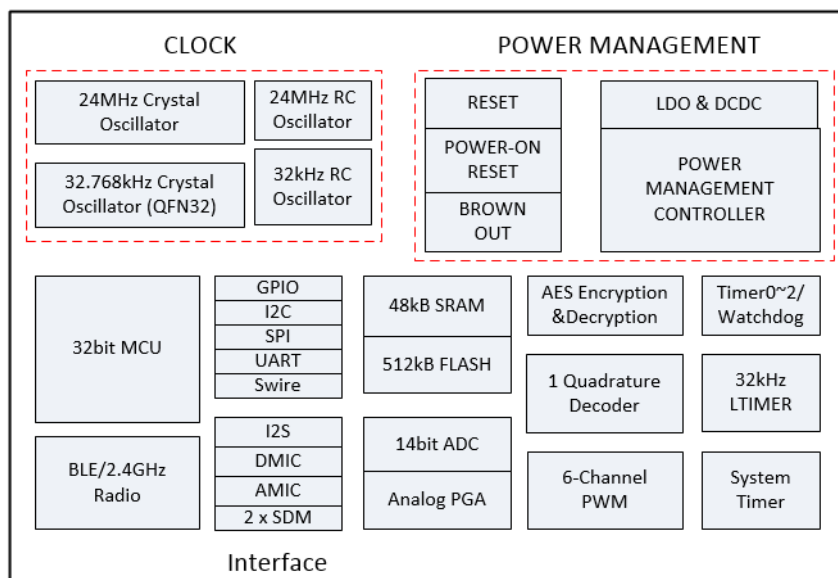 CLOCK
24MHz Crystal
Oscillator
24MHz RC
Oscillator
32.768kHz Crystal
Oscillator (QFN32)
32kHz RC
Oscillator
POWER MANAGEMENT
RESET
POWER-ON
RESET
BROWN
OUT
LDO & DCDC
POWER
MANAGEMENT
CONTROLLER
32bit MCU
BLE/2.4GHz
Radio
GPIO
I2C
SPI
UART
Swire
I2S
DMIC
AMIC
2 x SDM
Interface
48kB SRAM
512kB FLASH
14bit ADC
Analog PGA
AES Encryption
&Decryption
1 Quadrature
Decoder
6-Channel
PWM
Timer0~2/
Watchdog
32kHz
LTIMER
System
Timer